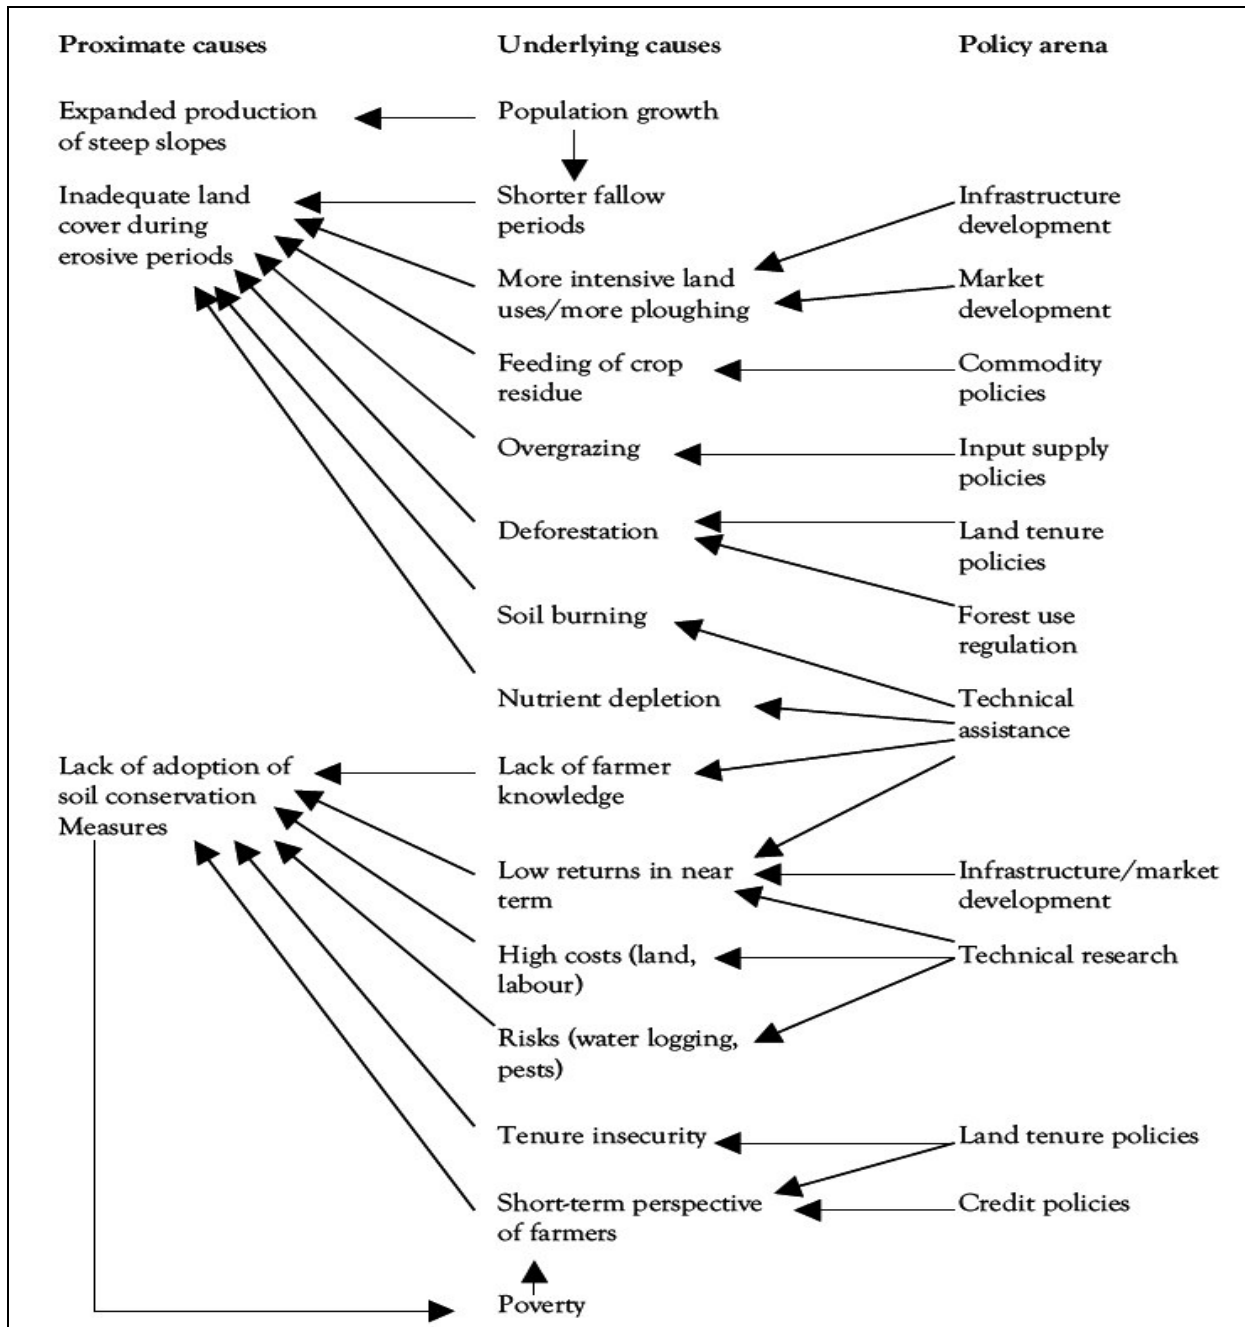 Proximate causes
Underlying causes
Policy arena
Expanded production
of steep slopes
Population growth
Inadequate land
cover during
erosive periods
Shorter fallow
periods
Infrastructure
development
More intensive land
uses/more ploughing
Market
development
Feeding of crop
residue
Commodity
policies
Overgrazing
Input supply
policies
Deforestation
Land tenure
policies
Soil burning
Forest use
regulation
Nutrient depletion
Technical
assistance
Lack of adoption of
soil conservation
Measures
Lack of farmer
knowledge
Low returns in near
term
Infrastructure/market
development
High costs (land,
labour)
Technical research
Risks (water logging,
pests)
Tenure insecurity
Land tenure policies
Short-term perspective
of farmers
Credit policies
Poverty